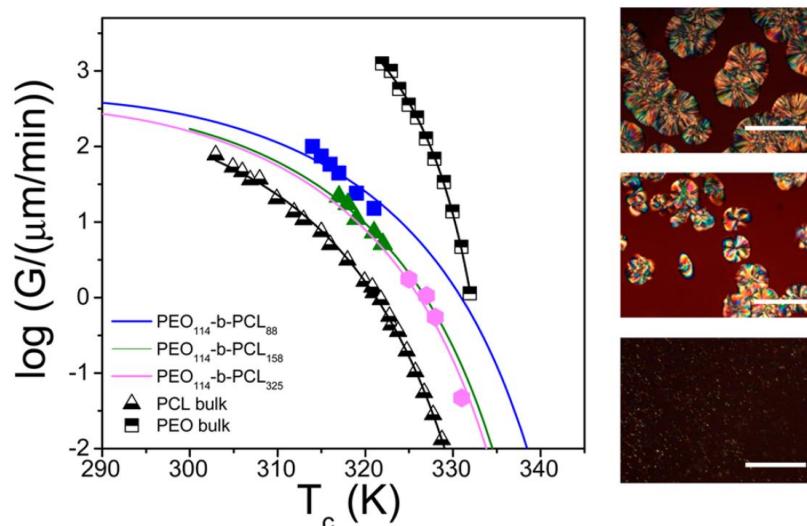 log (G/(μm/min))
3
2
1
0
-1
-2
PEO₁₁₄-b-PCL₈₈
PEO₁₁₄-b-PCL₁₅₈
PEO₁₁₄-b-PCL₃₂₅
PCL bulk
PEO bulk
290 300 310 320 330 340
T_c (K)